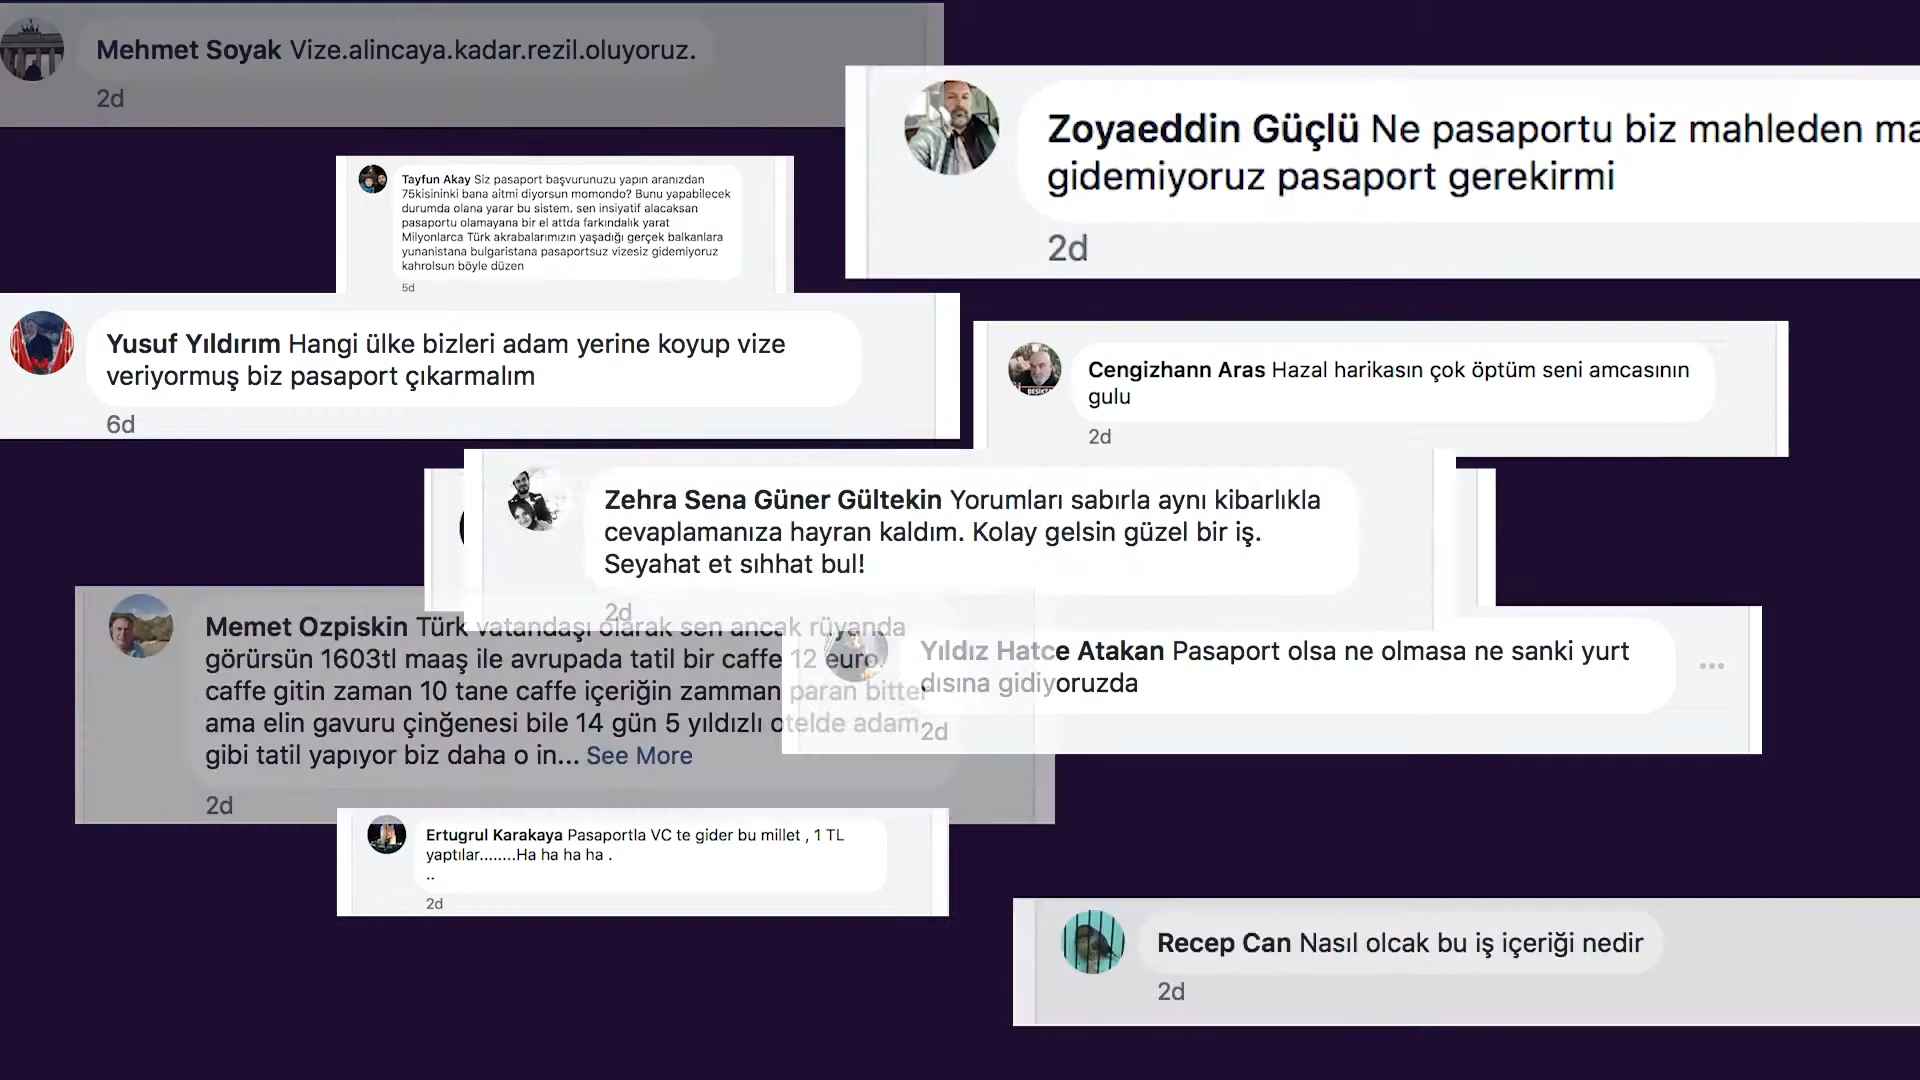 Mehmet Soyak Vize.alincaya.kadar.rezil.oluyoruz.
2d
Zoyaeddin Güçlü Ne pasaportu biz mahleden
gidemiyoruz pasaport gerekirmi
2d
Tayfun Akay Siz pasaport başvurunuzu yapın aranızdan
75kisininki bana aitmi diyorsun momondo? Bunu yapabilecek
durumda olana yarar bu sistem. sen insiyatif alacaksan
pasaportu olamayana bir el attda farkındalık yarat
Milyonlarca Türk akrabalarımızın yaşadığı gerçek balkanlara
yunanistana bulgaristana pasaportsuz vizesiz gidemiyoruz
kahrolsun böyle düzen
5d
Yusuf Yıldırım Hangi ülke bizleri adam yerine koyup vize
veriyormuş biz pasaport çıkarmalım
6d
Cengizhann Aras Hazal harikasın çok öptüm seni amcasının
gulu
2d
Zehra Sena Güner Gültekin Yorumları sabırla aynı kibarlıkla
cevaplamanıza hayran kaldım. Kolay gelsin güzel bir iş.
Seyahat et sıhhat bul!
2d
Memet Ozpiskin Türk vatandaşı olarak sen ancak rüyanda
görürsün 1603tl maaş ile avrupada tatil bir caffe 12 euro.
caffe gitin zaman 10 tane caffe içeriğin zamman paran bitter
ama elin gavuru çinğenesi bile 14 gün 5 yıldızlı otelde adam
gibi tatil yapıyor biz daha o in... See More
2d
Yıldız Hatce Atakan Pasaport olsa ne olmasa ne sanki yurt
dısına gidiyoruzda
2d
Ertugrul Karakaya Pasaportla VC te gider bu millet , 1 TL
yaptılar........Ha ha ha ha .
..
2d
Recep Can Nasıl olcak bu iş içeriği nedir
2d